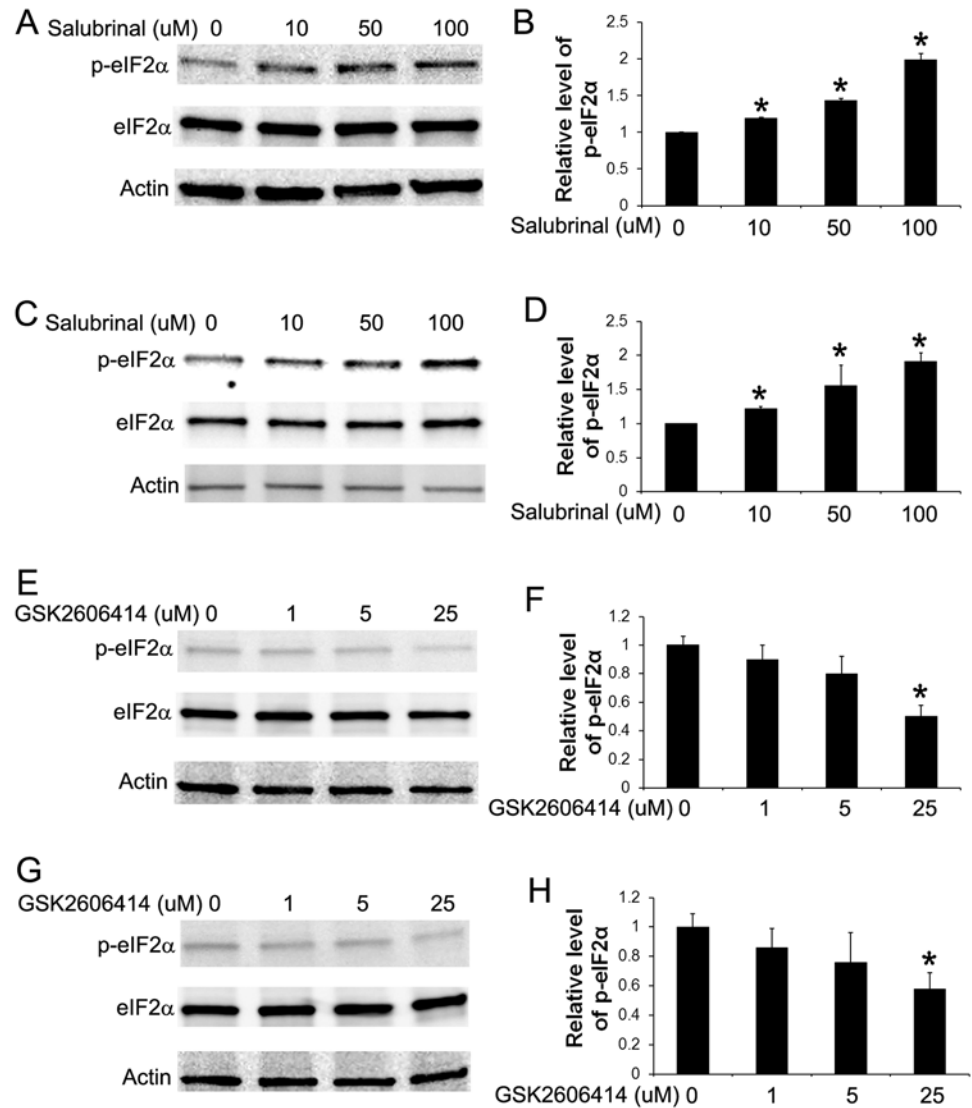 A
Salubrinal (uM) 0 10 50 100
p-eIF2α
eIF2α
Actin
B
Relative level of
p-eIF2α
2.5
2
1.5
1
0.5
0
* * *
Salubrinal (uM) 0 10 50 100
C
Salubrinal (uM) 0 10 50 100
p-eIF2α
eIF2α
Actin
D
Relative level
of p-eIF2α
2.5
2
1.5
1
0.5
0
* * *
Salubrinal (uM) 0 10 50 100
E
GSK2606414 (uM) 0 1 5 25
p-eIF2α
eIF2α
Actin
F
Relative level
of p-eIF2α
1.2
1
0.8
0.6
0.4
0.2
0
*
GSK2606414 (uM) 0 1 5 25
G
GSK2606414 (uM) 0 1 5 25
p-eIF2α
eIF2α
Actin
H
Relative level
of p-eIF2α
1.2
1
0.8
0.6
0.4
0.2
0
*
GSK2606414 (uM) 0 1 5 25